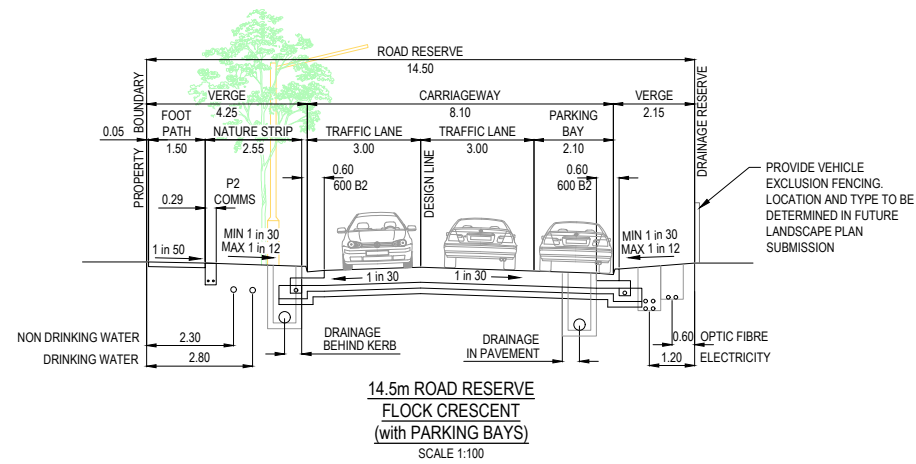 ROAD RESERVE
14.50
VERGE
4.25
CARRIAGEWAY
8.10
VERGE
2.15
PROPERTY BOUNDARY
DRAINAGE RESERVE
0.05
FOOT
PATH
1.50
NATURE STRIP
2.55
TRAFFIC LANE
3.00
TRAFFIC LANE
3.00
PARKING
BAY
2.10
DESIGN LINE
0.60
600 B2
0.60
600 B2
P2
COMMS
0.29
PROVIDE VEHICLE
EXCLUSION FENCING.
LOCATION AND TYPE TO BE
DETERMINED IN FUTURE
LANDSCAPE PLAN
SUBMISSION
1 in 50
MIN 1 in 30
MAX 1 in 12
1 in 30
1 in 30
MIN 1 in 30
MAX 1 in 12
NON DRINKING WATER
2.30
DRINKING WATER
2.80
DRAINAGE
BEHIND KERB
DRAINAGE
IN PAVEMENT
0.60 OPTIC FIBRE
1.20 ELECTRICITY
14.5m ROAD RESERVE
FLOCK CRESCENT
(with PARKING BAYS)
SCALE 1:100